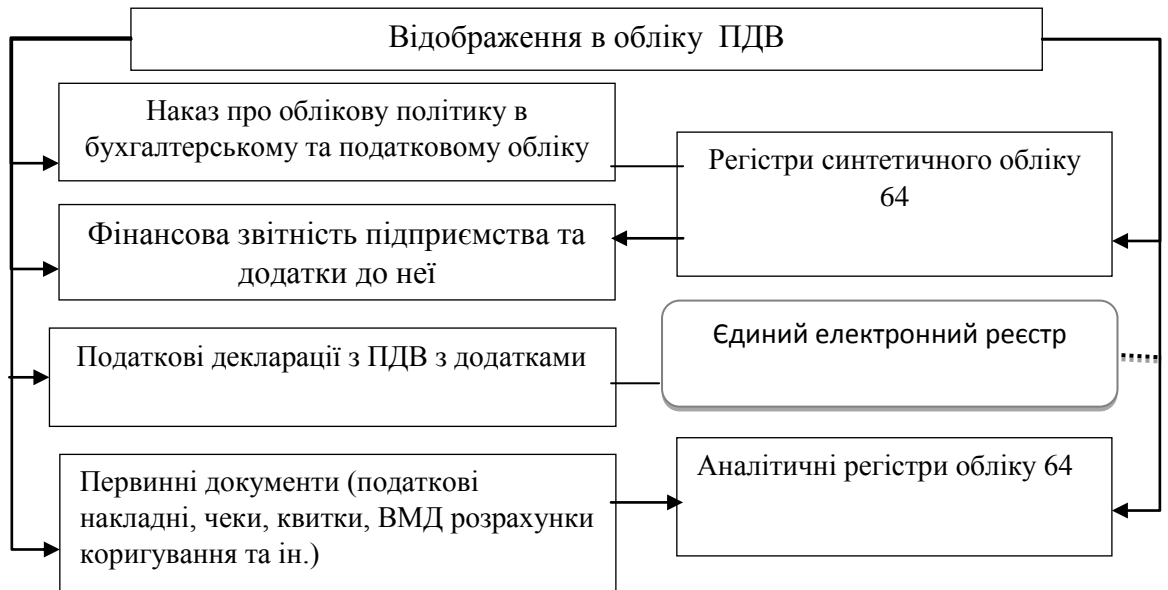 Відображення в обліку ПДВ
Наказ про облікову політику в
бухгалтерському та податковому обліку
Регістри синтетичного обліку
64
Фінансова звітність підприємства та
додатки до неї
Єдиний електронний реєстр
Податкові декларації з ПДВ з додатками
Аналітичні регістри обліку 64
Первинні документи (податкові
накладні, чеки, квитки, ВМД розрахунки
коригування та ін.)